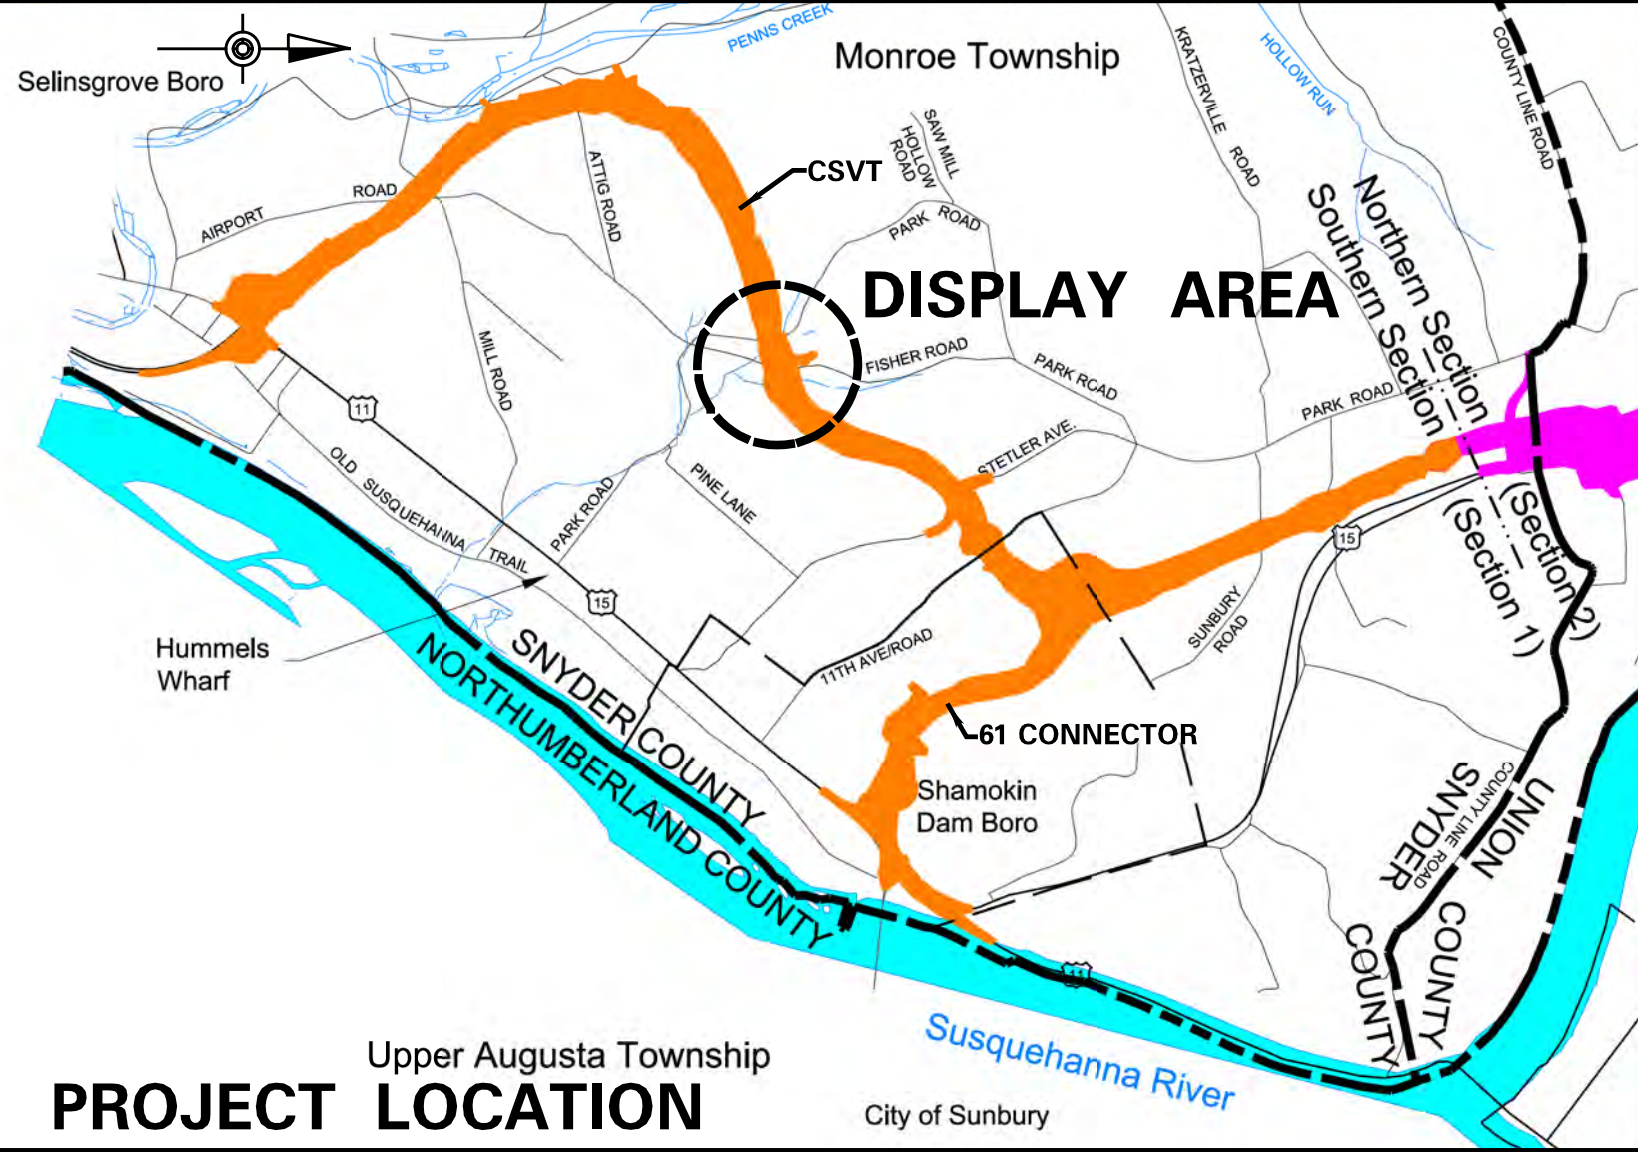 PENNS CREEK
Monroe Township
Selinsgrove Boro
KRATZERVILLE ROAD
HOLLOW RUN
COUNTY LINE ROAD
SAW MILL
HOLLOW
ROAD
CSVT
ATTIG ROAD
AIRPORT ROAD
PARK ROAD
Northern Section
Southern Section
DISPLAY AREA
MILL ROAD
FISHER ROAD
PARK ROAD
PARK ROAD
11
STETLER AVE.
OLD SUSQUEHANNA TRAIL
PINE LANE
PARK ROAD
15
(Section 2)
(Section 1)
15
SUNBURY
ROAD
Hummels
Wharf
11TH AVE/ROAD
SNYDER COUNTY
NORTHUMBERLAND COUNTY
61 CONNECTOR
Shamokin
Dam Boro
UNION COUNTY
COUNTY LINE ROAD
SNYDER COUNTY
11
Susquehanna River
Upper Augusta Township
PROJECT LOCATION
City of Sunbury